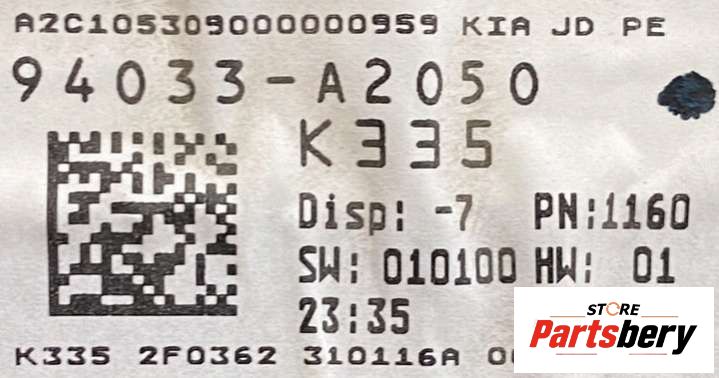 A2C1053090000000959 KIA JD PE
94033-A2050
K335
Disp: -7 PN:1160
SW: 010100 HW: 01
23:35
K335 2F0362 310116A
STORE
Partsbery